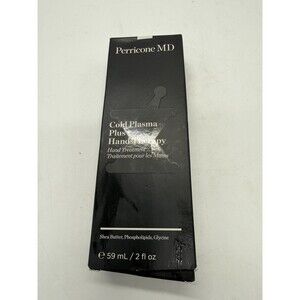 Perricone MD
Cold Plasma
Plus+
Hand Therapy
Hand Treatment
Traitement pour les Mains
Shea Butter, Phospholipids, Glycine
℮ 59 mL / 2 fl oz